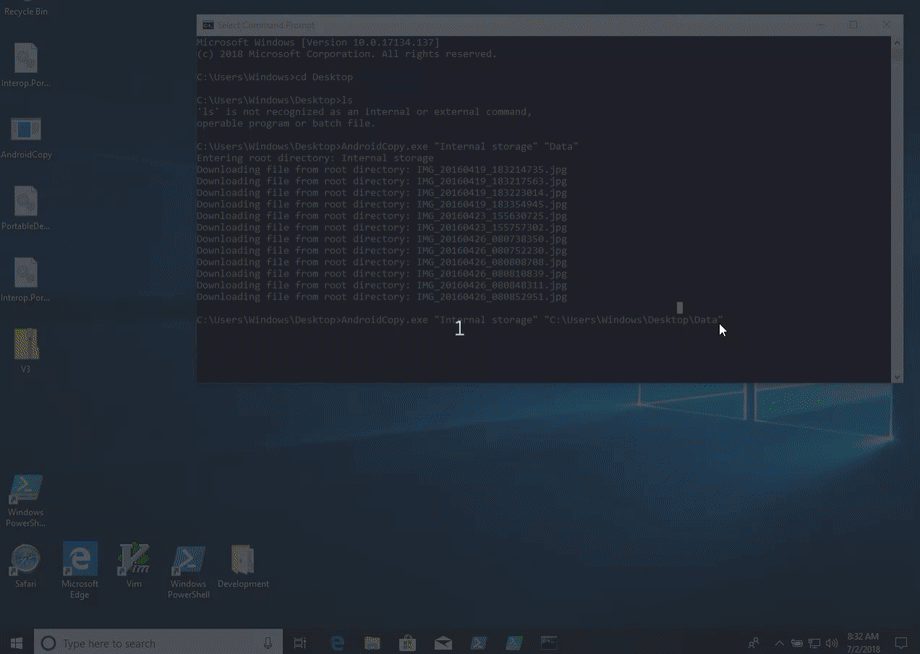 Recycle Bin
Interop.Por...
AndroidCopy
PortableDe...
Interop.Por...
V3
Windows
PowerSh...
Safari
Microsoft
Edge
Vim
Windows
PowerShell
Development
Select Command Prompt
Microsoft Windows [Version 10.0.17134.137]
(c) 2018 Microsoft Corporation. All rights reserved.
C:\Users\Windows>cd Desktop
C:\Users\Windows\Desktop>ls
'ls' is not recognized as an internal or external command,
operable program or batch file.
C:\Users\Windows\Desktop>AndroidCopy.exe "Internal storage" "Data"
Entering root directory: Internal storage
Downloading file from root directory: IMG_20160419_183214735.jpg
Downloading file from root directory: IMG_20160419_183217563.jpg
Downloading file from root directory: IMG_20160419_183223014.jpg
Downloading file from root directory: IMG_20160419_183354945.jpg
Downloading file from root directory: IMG_20160423_155630725.jpg
Downloading file from root directory: IMG_20160423_155757302.jpg
Downloading file from root directory: IMG_20160426_080738350.jpg
Downloading file from root directory: IMG_20160426_080752230.jpg
Downloading file from root directory: IMG_20160426_080808708.jpg
Downloading file from root directory: IMG_20160426_080810839.jpg
Downloading file from root directory: IMG_20160426_080848311.jpg
Downloading file from root directory: IMG_20160426_080852951.jpg
C:\Users\Windows\Desktop>AndroidCopy.exe "Internal storage" "C:\Users\Windows\Desktop\Data"
1
Type here to search
8:32 AM
7/2/2018